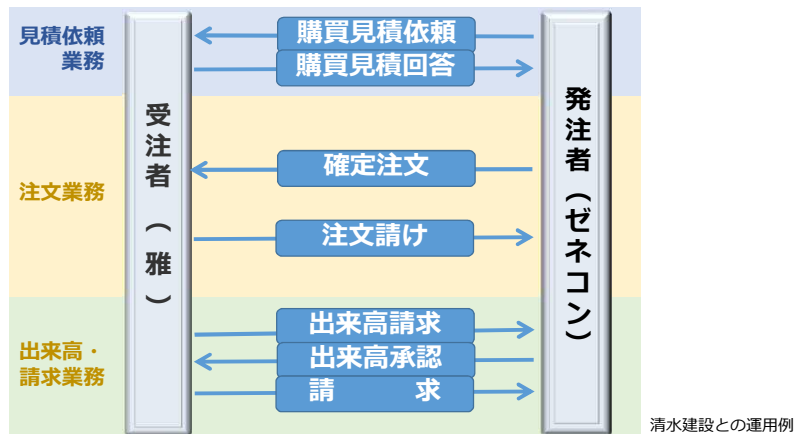 見積依頼
業務
購買見積依頼
購買見積回答
受注者（雅）
発注者（ゼネコン）
注文業務
確定注文
注文請け
出来高・
請求業務
出来高請求
出来高承認
請　　求
清水建設との運用例